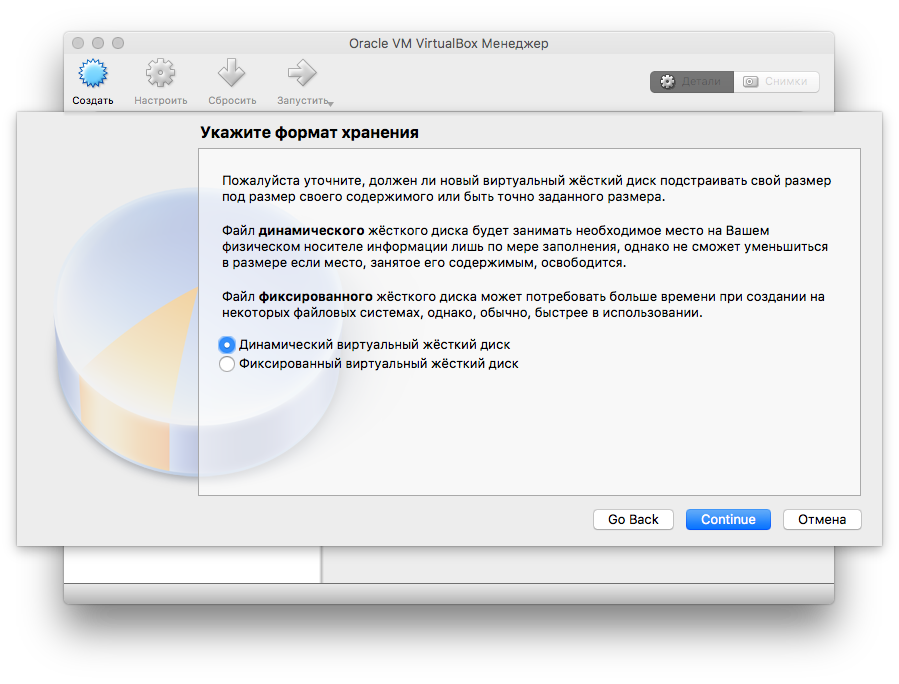 Oracle VM VirtualBox Менеджер
Создать
Настроить
Сбросить
Запустить
Детали
Снимки
Укажите формат хранения
Пожалуйста уточните, должен ли новый виртуальный жёсткий диск подстраивать свой размер
под размер своего содержимого или быть точно заданного размера.
Файл динамического жёсткого диска будет занимать необходимое место на Вашем
физическом носителе информации лишь по мере заполнения, однако не сможет уменьшиться
в размере если место, занятое его содержимым, освободится.
Файл фиксированного жёсткого диска может потребовать больше времени при создании на
некоторых файловых системах, однако, обычно, быстрее в использовании.
Динамический виртуальный жёсткий диск
Фиксированный виртуальный жёсткий диск
Go Back
Continue
Отмена